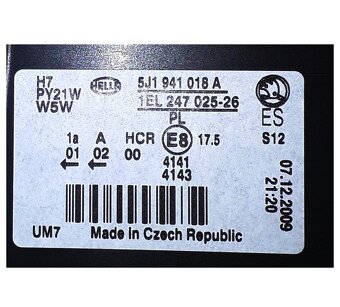 H7 HELLA 5J1 941 018 A
PY21W 1EL 247 025-26
W5W PL ES
1a A HCR E8 17.5 S12
01 02 00
4141
4143
07.12.2009
21:20
UM7 Made in Czech Republic